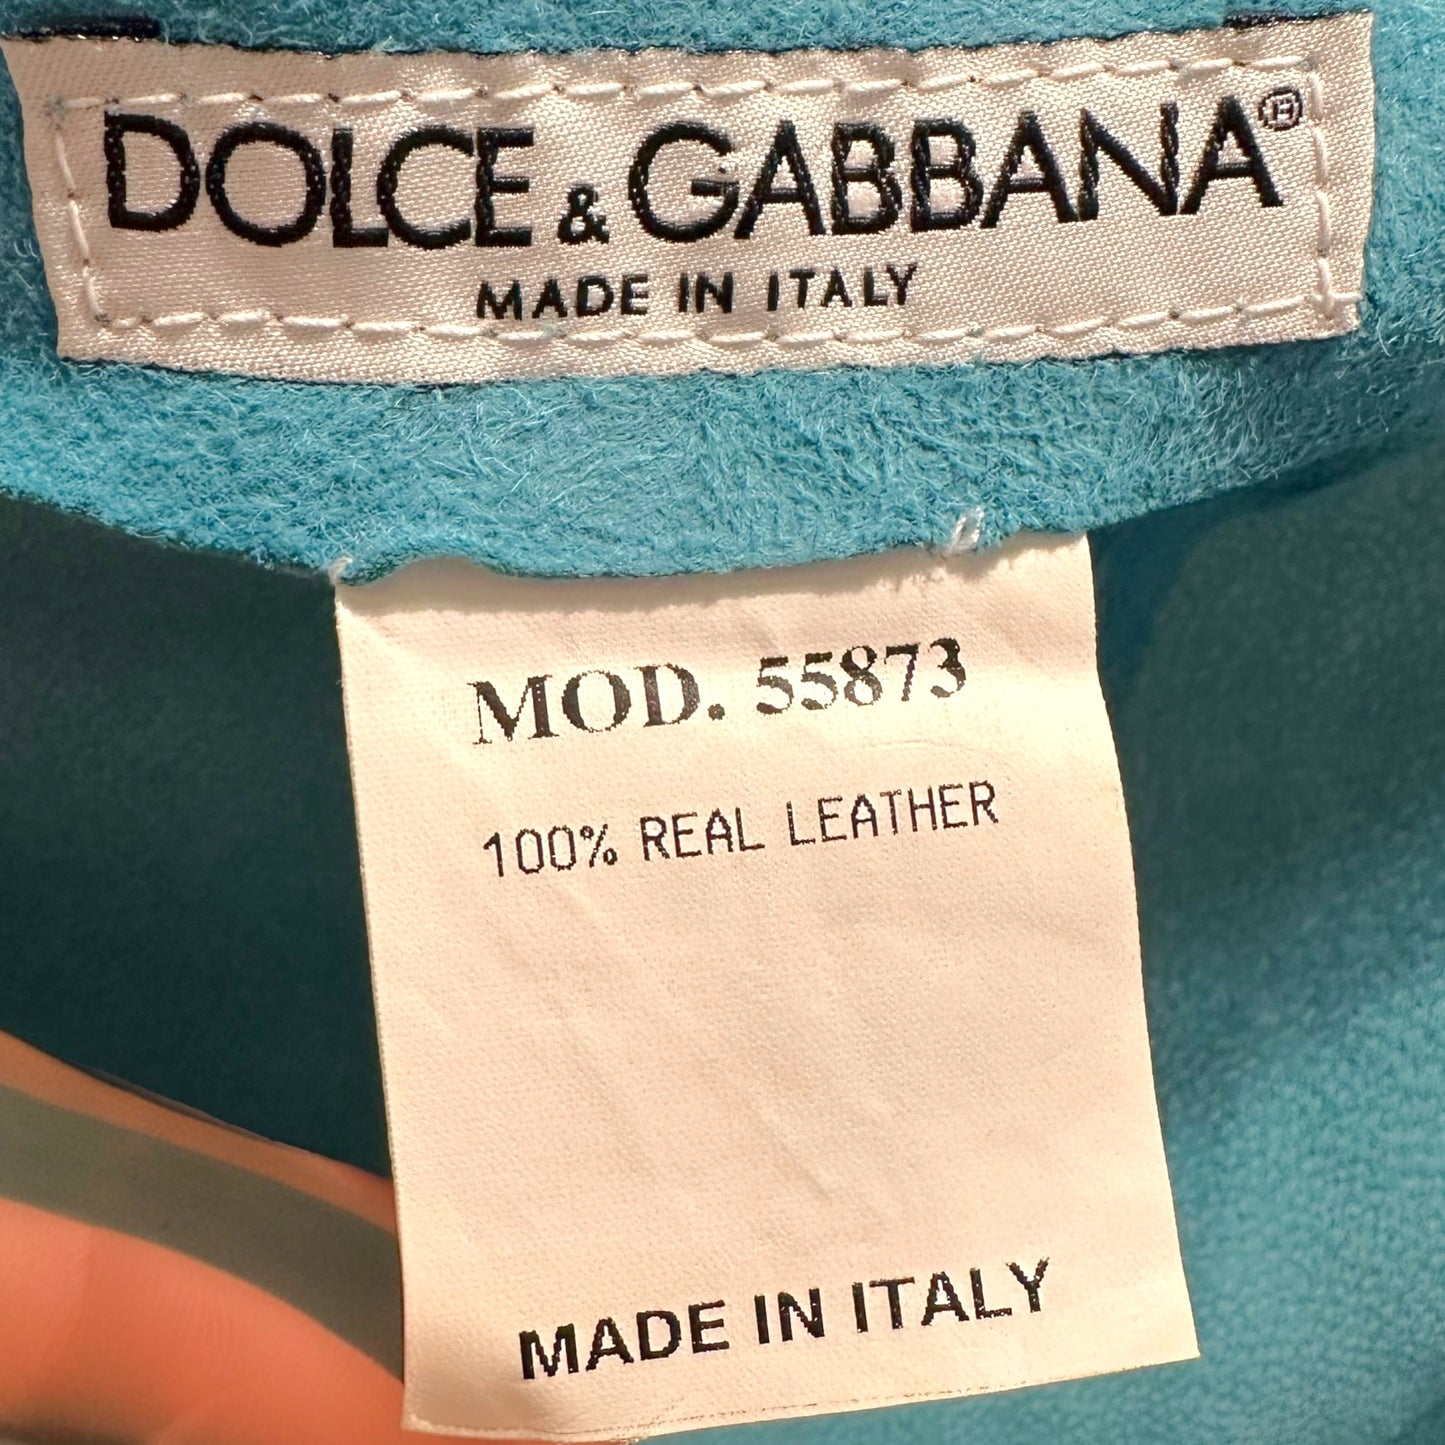 DOLCE & GABBANA®
MADE IN ITALY
MOD. 55873
100% REAL LEATHER
MADE IN ITALY